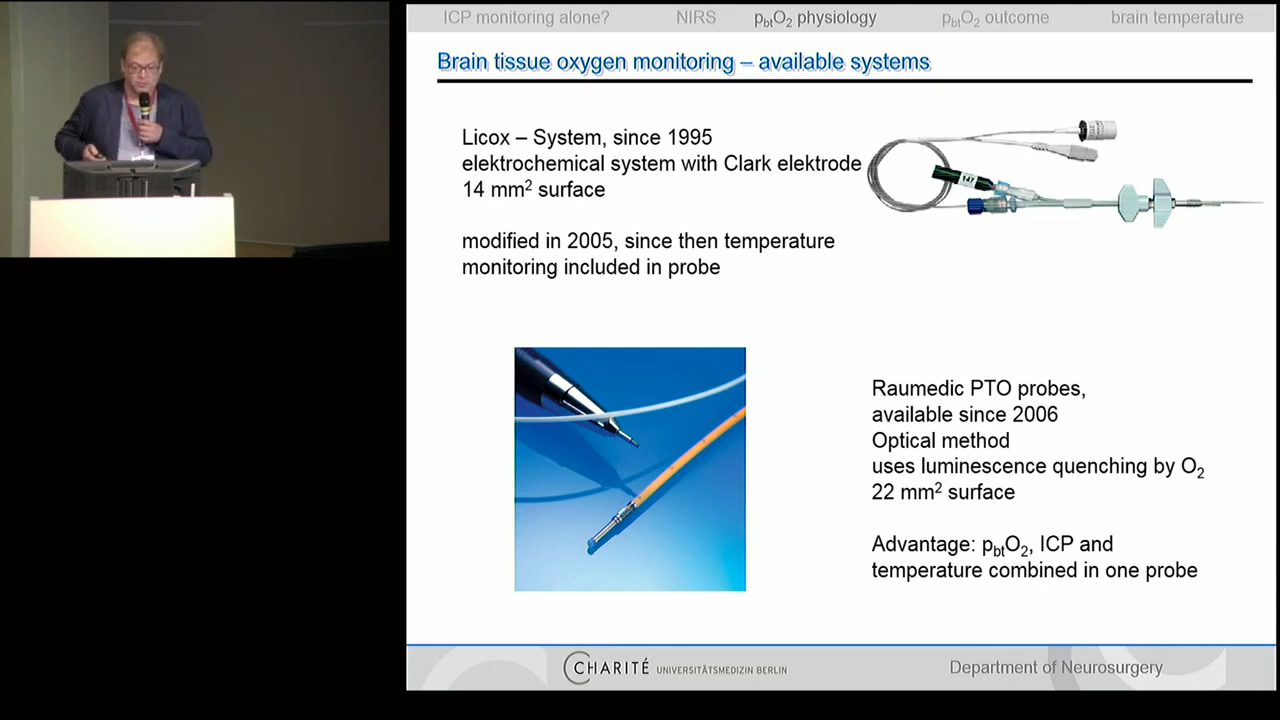 ICP monitoring alone? NIRS pbtO2 physiology pbtO2 outcome brain temperature
Brain tissue oxygen monitoring – available systems
Licox – System, since 1995
elektrochemical system with Clark elektrode
14 mm2 surface
modified in 2005, since then temperature
monitoring included in probe
147
Raumedic PTO probes,
available since 2006
Optical method
uses luminescence quenching by O2
22 mm2 surface
Advantage: pbtO2, ICP and
temperature combined in one probe
CHARITÉ UNIVERSITÄTSMEDIZIN BERLIN
Department of Neurosurgery